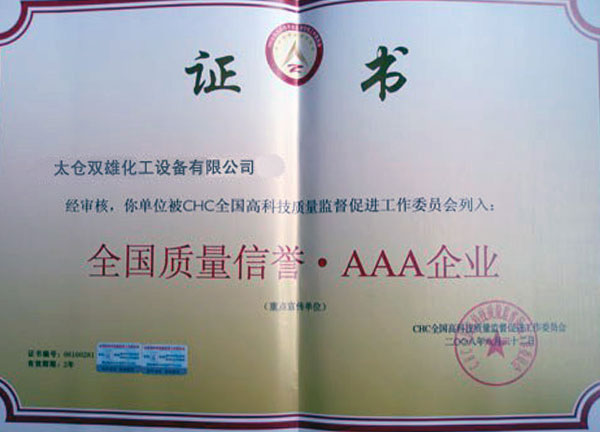 证书
太仓双雄化工设备有限公司
经审核，你单位被CHC全国高科技质量监督促进工作委员会列入：
全国质量信誉·AAA企业
（重点宣传单位）
CHC全国高科技质量监督促进工作委员会
证书编号：06100281
有效期限：2年